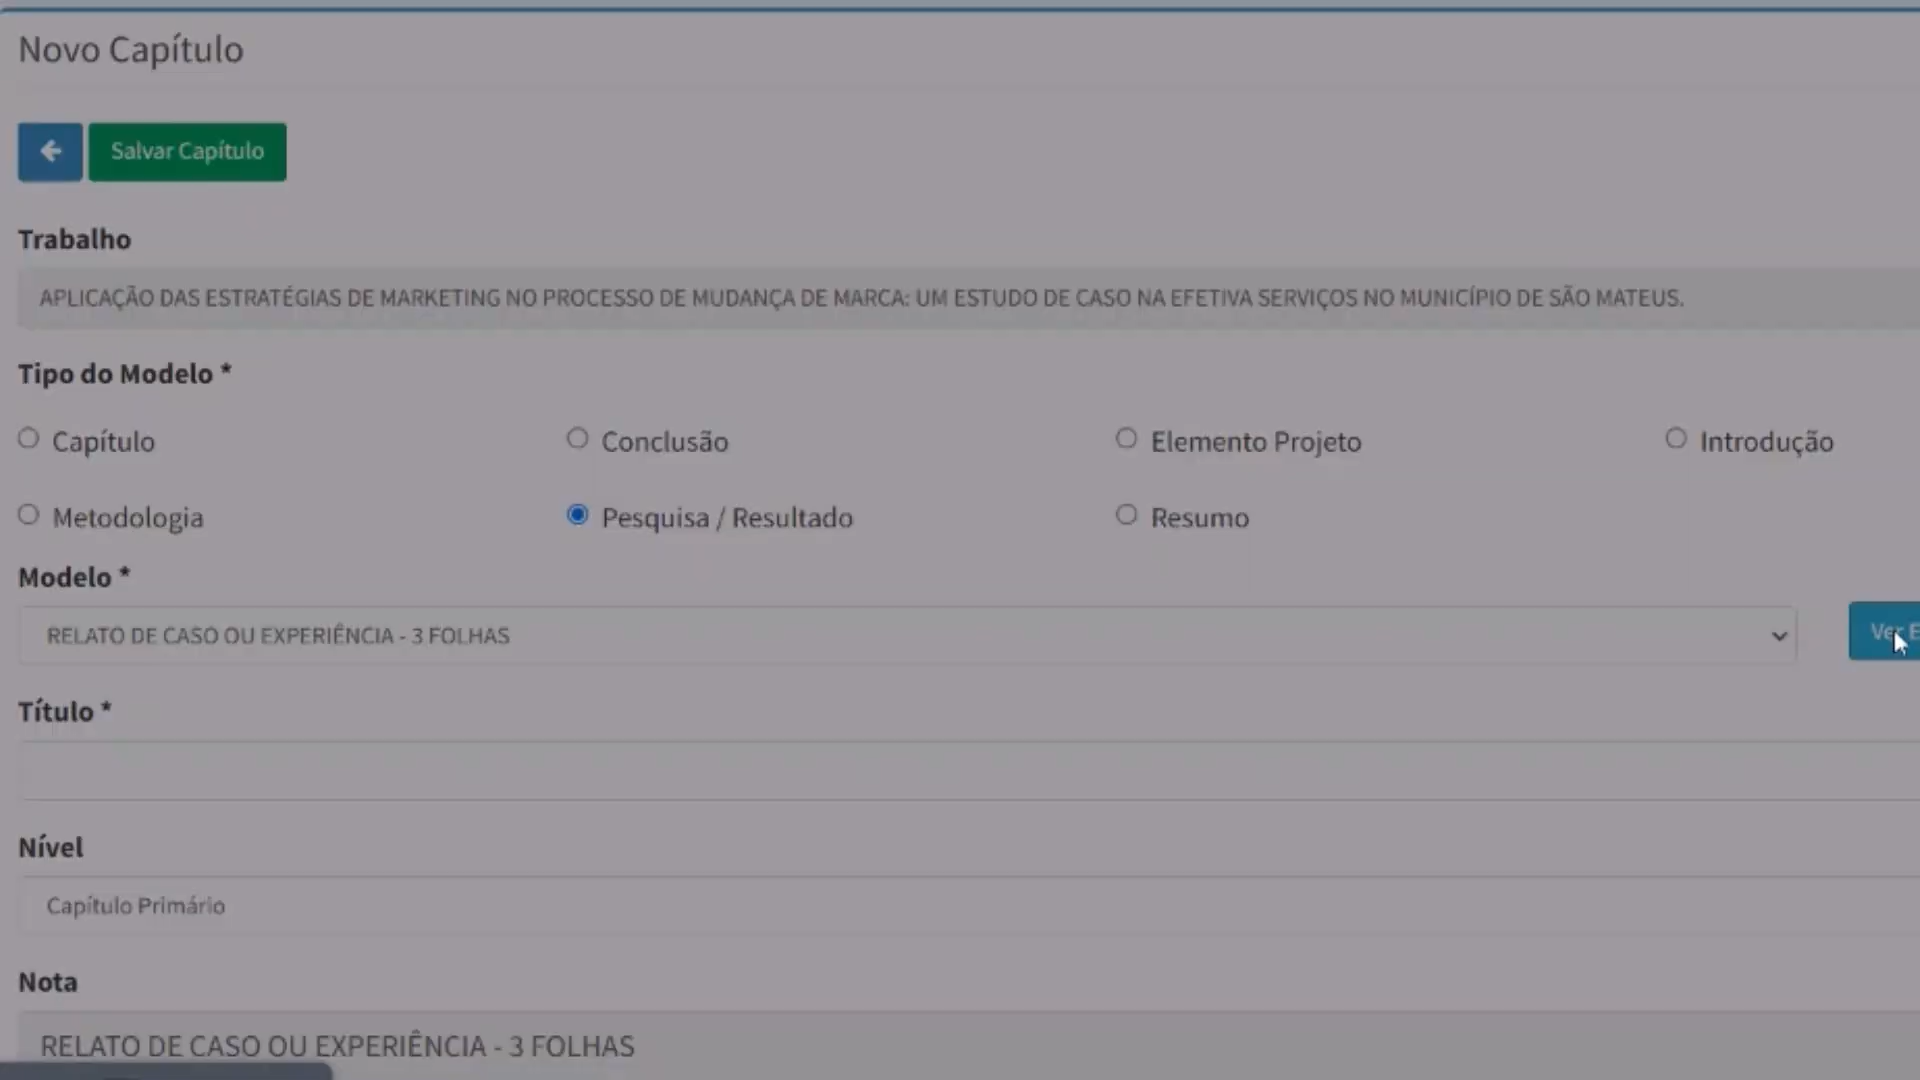 Novo Capítulo
Salvar Capítulo
Trabalho
APLICAÇÃO DAS ESTRATÉGIAS DE MARKETING NO PROCESSO DE MUDANÇA DE MARCA: UM ESTUDO DE CASO NA EFETIVA SERVIÇOS NO MUNICÍPIO DE SÃO MATEUS.
Tipo do Modelo *
Capítulo Conclusão Elemento Projeto Introdução
Metodologia Pesquisa / Resultado Resumo
Modelo *
RELATO DE CASO OU EXPERIÊNCIA - 3 FOLHAS
Ver E
Título *
Nível
Capítulo Primário
Nota
RELATO DE CASO OU EXPERIÊNCIA - 3 FOLHAS